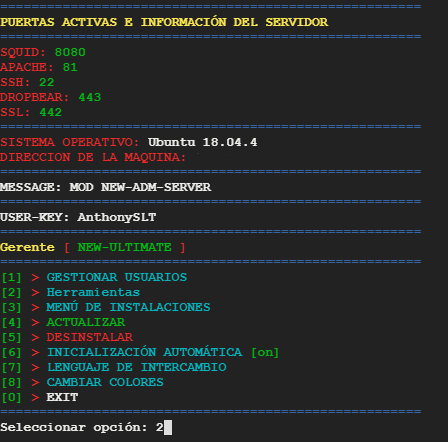 PUERTAS ACTIVAS E INFORMACIÓN DEL SERVIDOR
SQUID: 8080
APACHE: 81
SSH: 22
DROPBEAR: 443
SSL: 442
SISTEMA OPERATIVO: Ubuntu 18.04.4
DIRECCION DE LA MAQUINA:
MESSAGE: MOD NEW-ADM-SERVER
USER-KEY: AnthonySLT
Gerente [ NEW-ULTIMATE ]
[1] > GESTIONAR USUARIOS
[2] > Herramientas
[3] > MENÚ DE INSTALACIONES
[4] > ACTUALIZAR
[5] > DESINSTALAR
[6] > INICIALIZACIÓN AUTOMÁTICA [on]
[7] > LENGUAJE DE INTERCAMBIO
[8] > CAMBIAR COLORES
[0] > EXIT
Seleccionar opción: 2